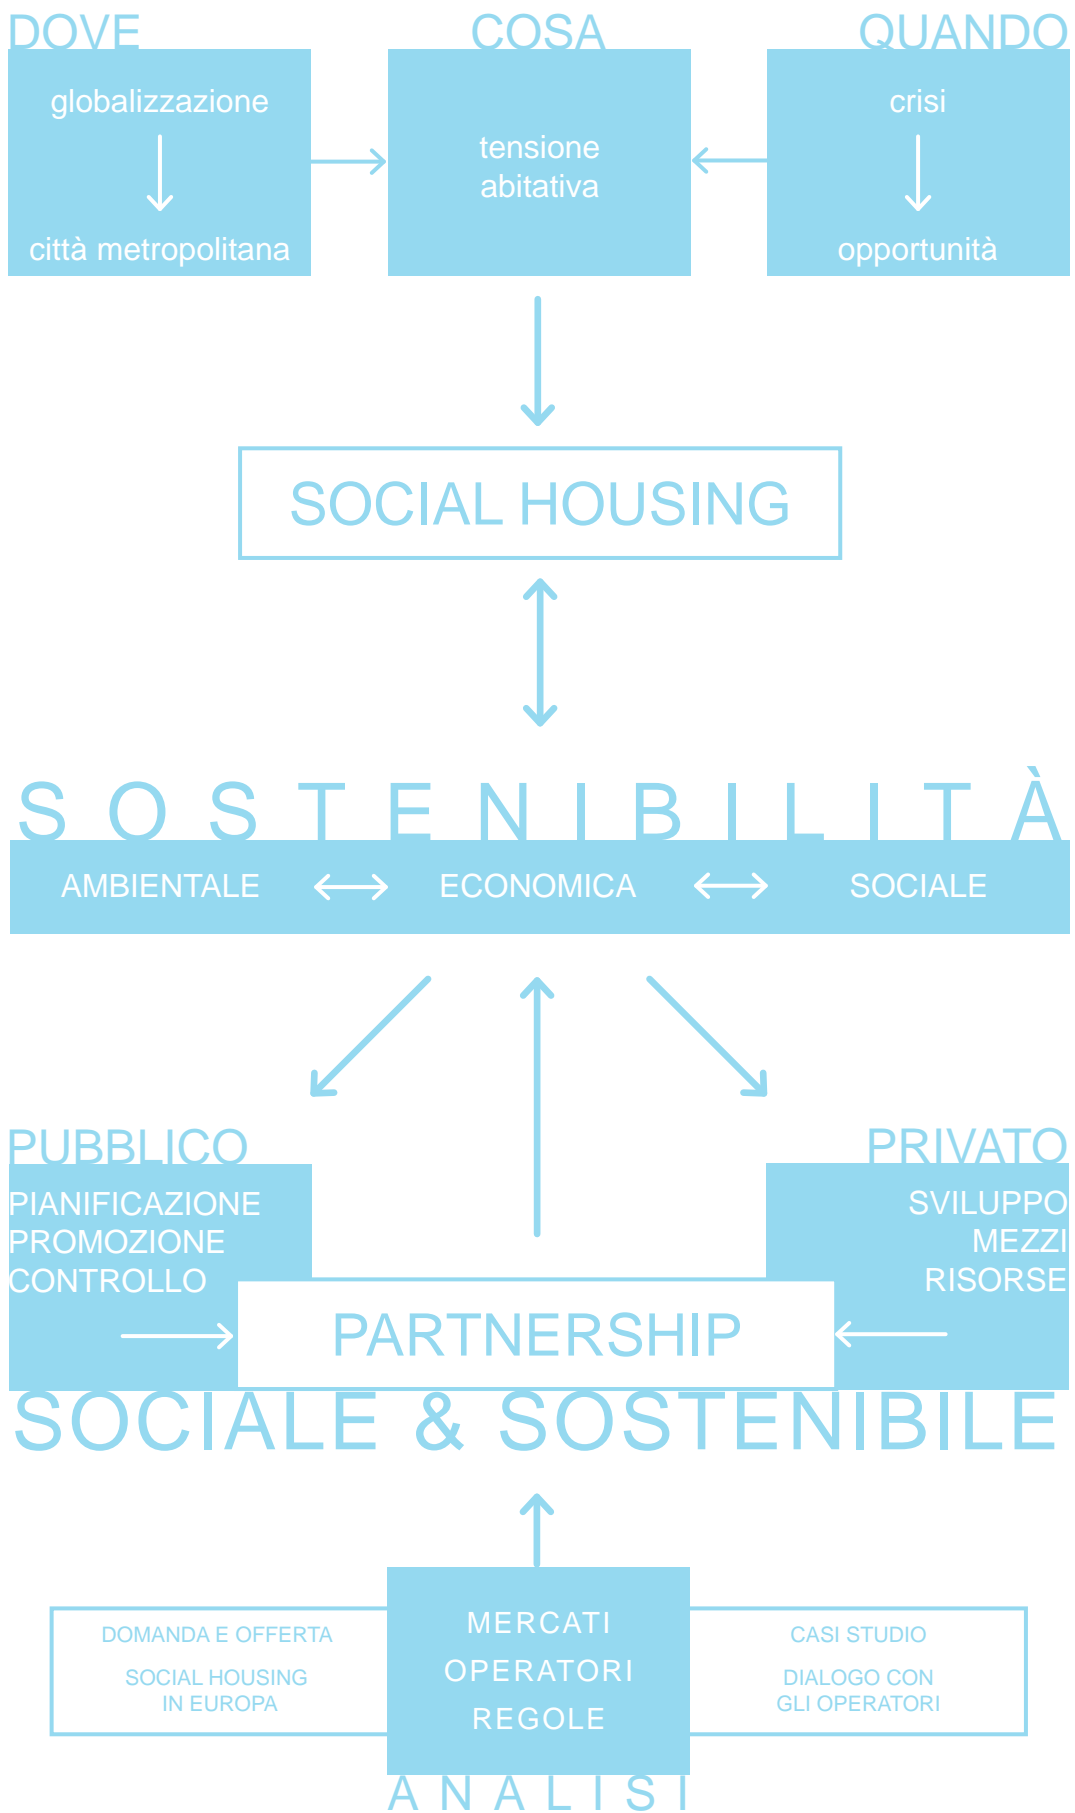 DOVE
globalizzazione
città metropolitana
COSA
tensione
abitativa
QUANDO
crisi
opportunità
SOCIAL HOUSING
SOSTENIBILITÀ
AMBIENTALE
ECONOMICA
SOCIALE
PUBBLICO
PIANIFICAZIONE
PROMOZIONE
CONTROLLO
PRIVATO
SVILUPPO
MEZZI
RISORSE
PARTNERSHIP
SOCIALE & SOSTENIBILE
DOMANDA E OFFERTA
SOCIAL HOUSING
IN EUROPA
MERCATI
OPERATORI
REGOLE
CASI STUDIO
DIALOGO CON
GLI OPERATORI
ANALISI